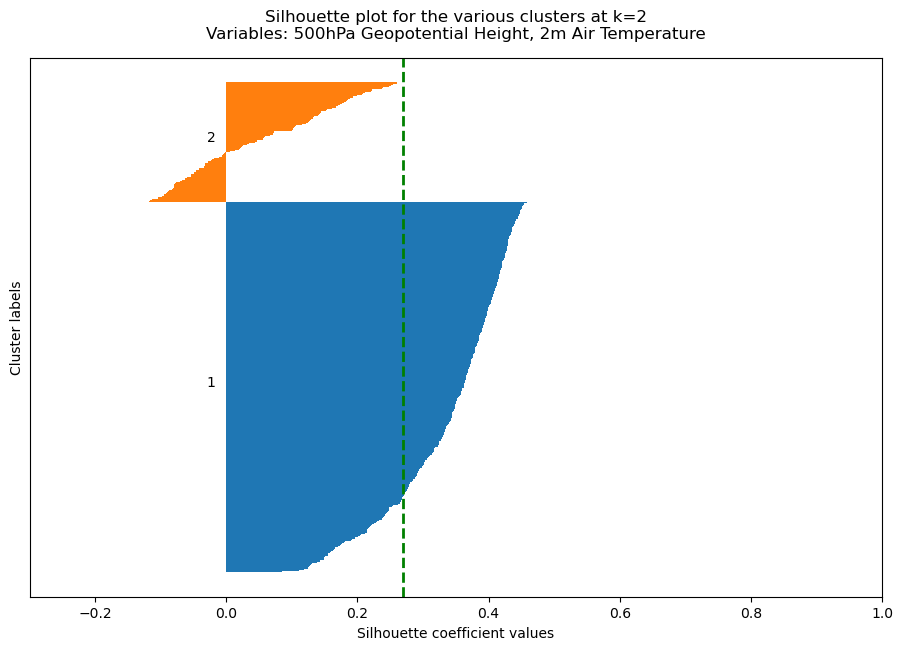 Silhouette plot for the various clusters at k=2
Variables: 500hPa Geopotential Height, 2m Air Temperature
2
1
Cluster labels
−0.2 0.0 0.2 0.4 0.6 0.8 1.0
Silhouette coefficient values